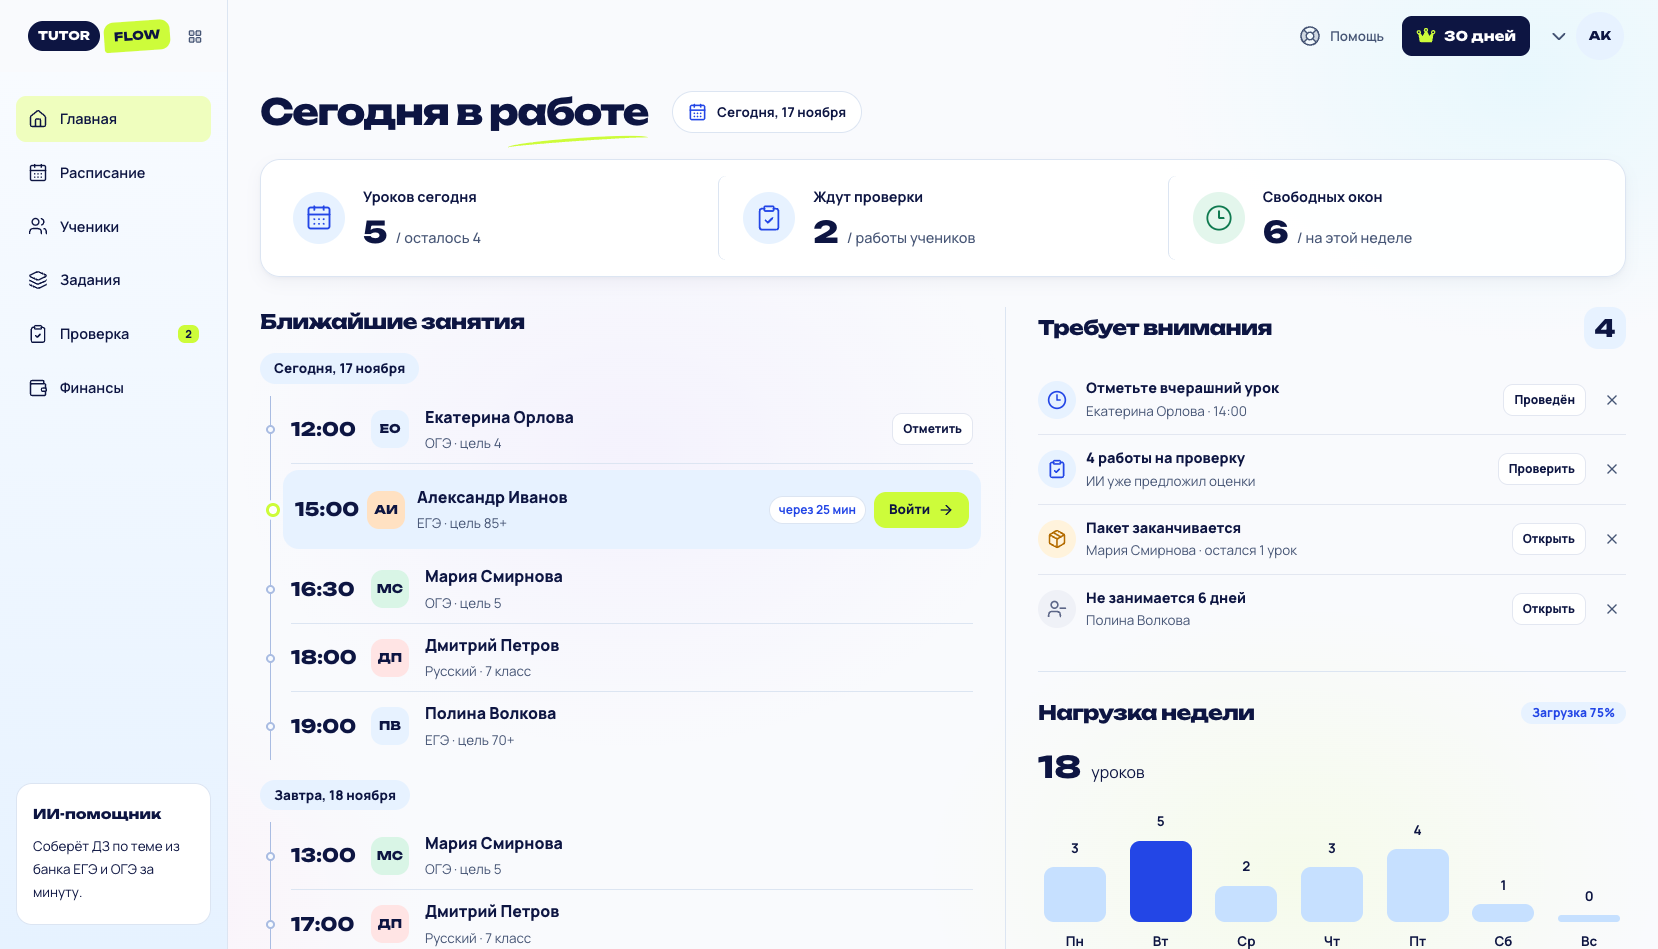 TUTOR FLOW
Помощь
30 дней
AK
Главная
Расписание
Ученики
Задания
Проверка 2
Финансы
ИИ-помощник
Соберёт ДЗ по теме из
банка ЕГЭ и ОГЭ за
минуту.
Сегодня в работе
Сегодня, 17 ноября
Уроков сегодня
5 / осталось 4
Ждут проверки
2 / работы учеников
Свободных окон
6 / на этой неделе
Ближайшие занятия
Сегодня, 17 ноября
12:00 ЕО Екатерина Орлова
ОГЭ · цель 4
Отметить
15:00 АИ Александр Иванов
ЕГЭ · цель 85+
через 25 мин
Войти
16:30 МС Мария Смирнова
ОГЭ · цель 5
18:00 ДП Дмитрий Петров
Русский · 7 класс
19:00 ПВ Полина Волкова
ЕГЭ · цель 70+
Завтра, 18 ноября
13:00 МС Мария Смирнова
ОГЭ · цель 5
17:00 ДП Дмитрий Петров
Русский · 7 класс
Требует внимания 4
Отметьте вчерашний урок
Екатерина Орлова · 14:00
Проведён
4 работы на проверку
ИИ уже предложил оценки
Проверить
Пакет заканчивается
Мария Смирнова · остался 1 урок
Открыть
Не занимается 6 дней
Полина Волкова
Открыть
Нагрузка недели
Загрузка 75%
18 уроков
3 5 2 3 4 1 0
Пн Вт Ср Чт Пт Сб Вс